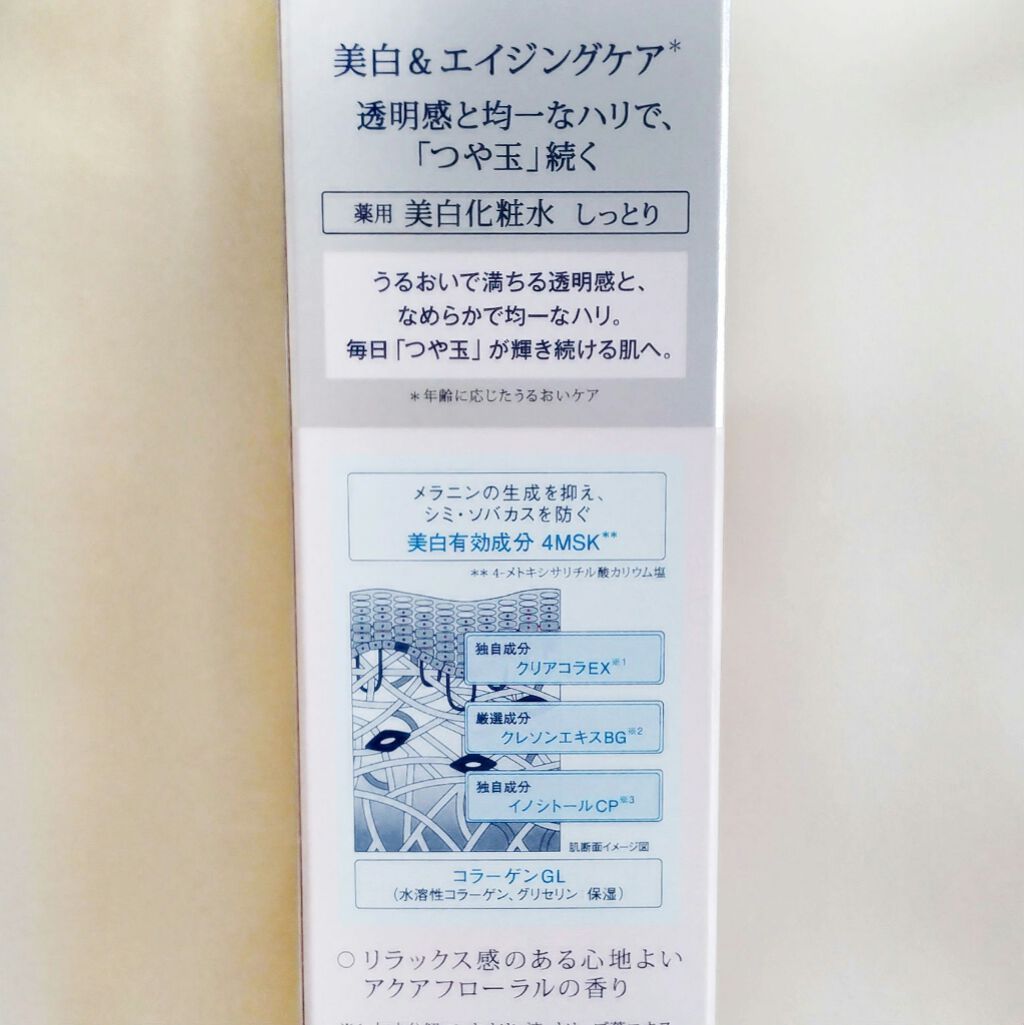 美白&エイジングケア*
透明感と均一なハリで、
「つや玉」続く
薬用 美白化粧水 しっとり
うるおいで満ちる透明感と、
なめらかで均一なハリ。
毎日「つや玉」が輝き続ける肌へ。
*年齢に応じたうるおいケア
メラニンの生成を抑え、
シミ・ソバカスを防ぐ
美白有効成分 4MSK**
** 4-メトキシサリチル酸カリウム塩
独自成分
クリアコラEX※1
厳選成分
クレソンエキスBG※2
独自成分
イノシトールCP※3
肌断面イメージ図
コラーゲンGL
(水溶性コラーゲン、グリセリン 保湿)
○リラックス感のある心地よい
アクアフローラルの香り